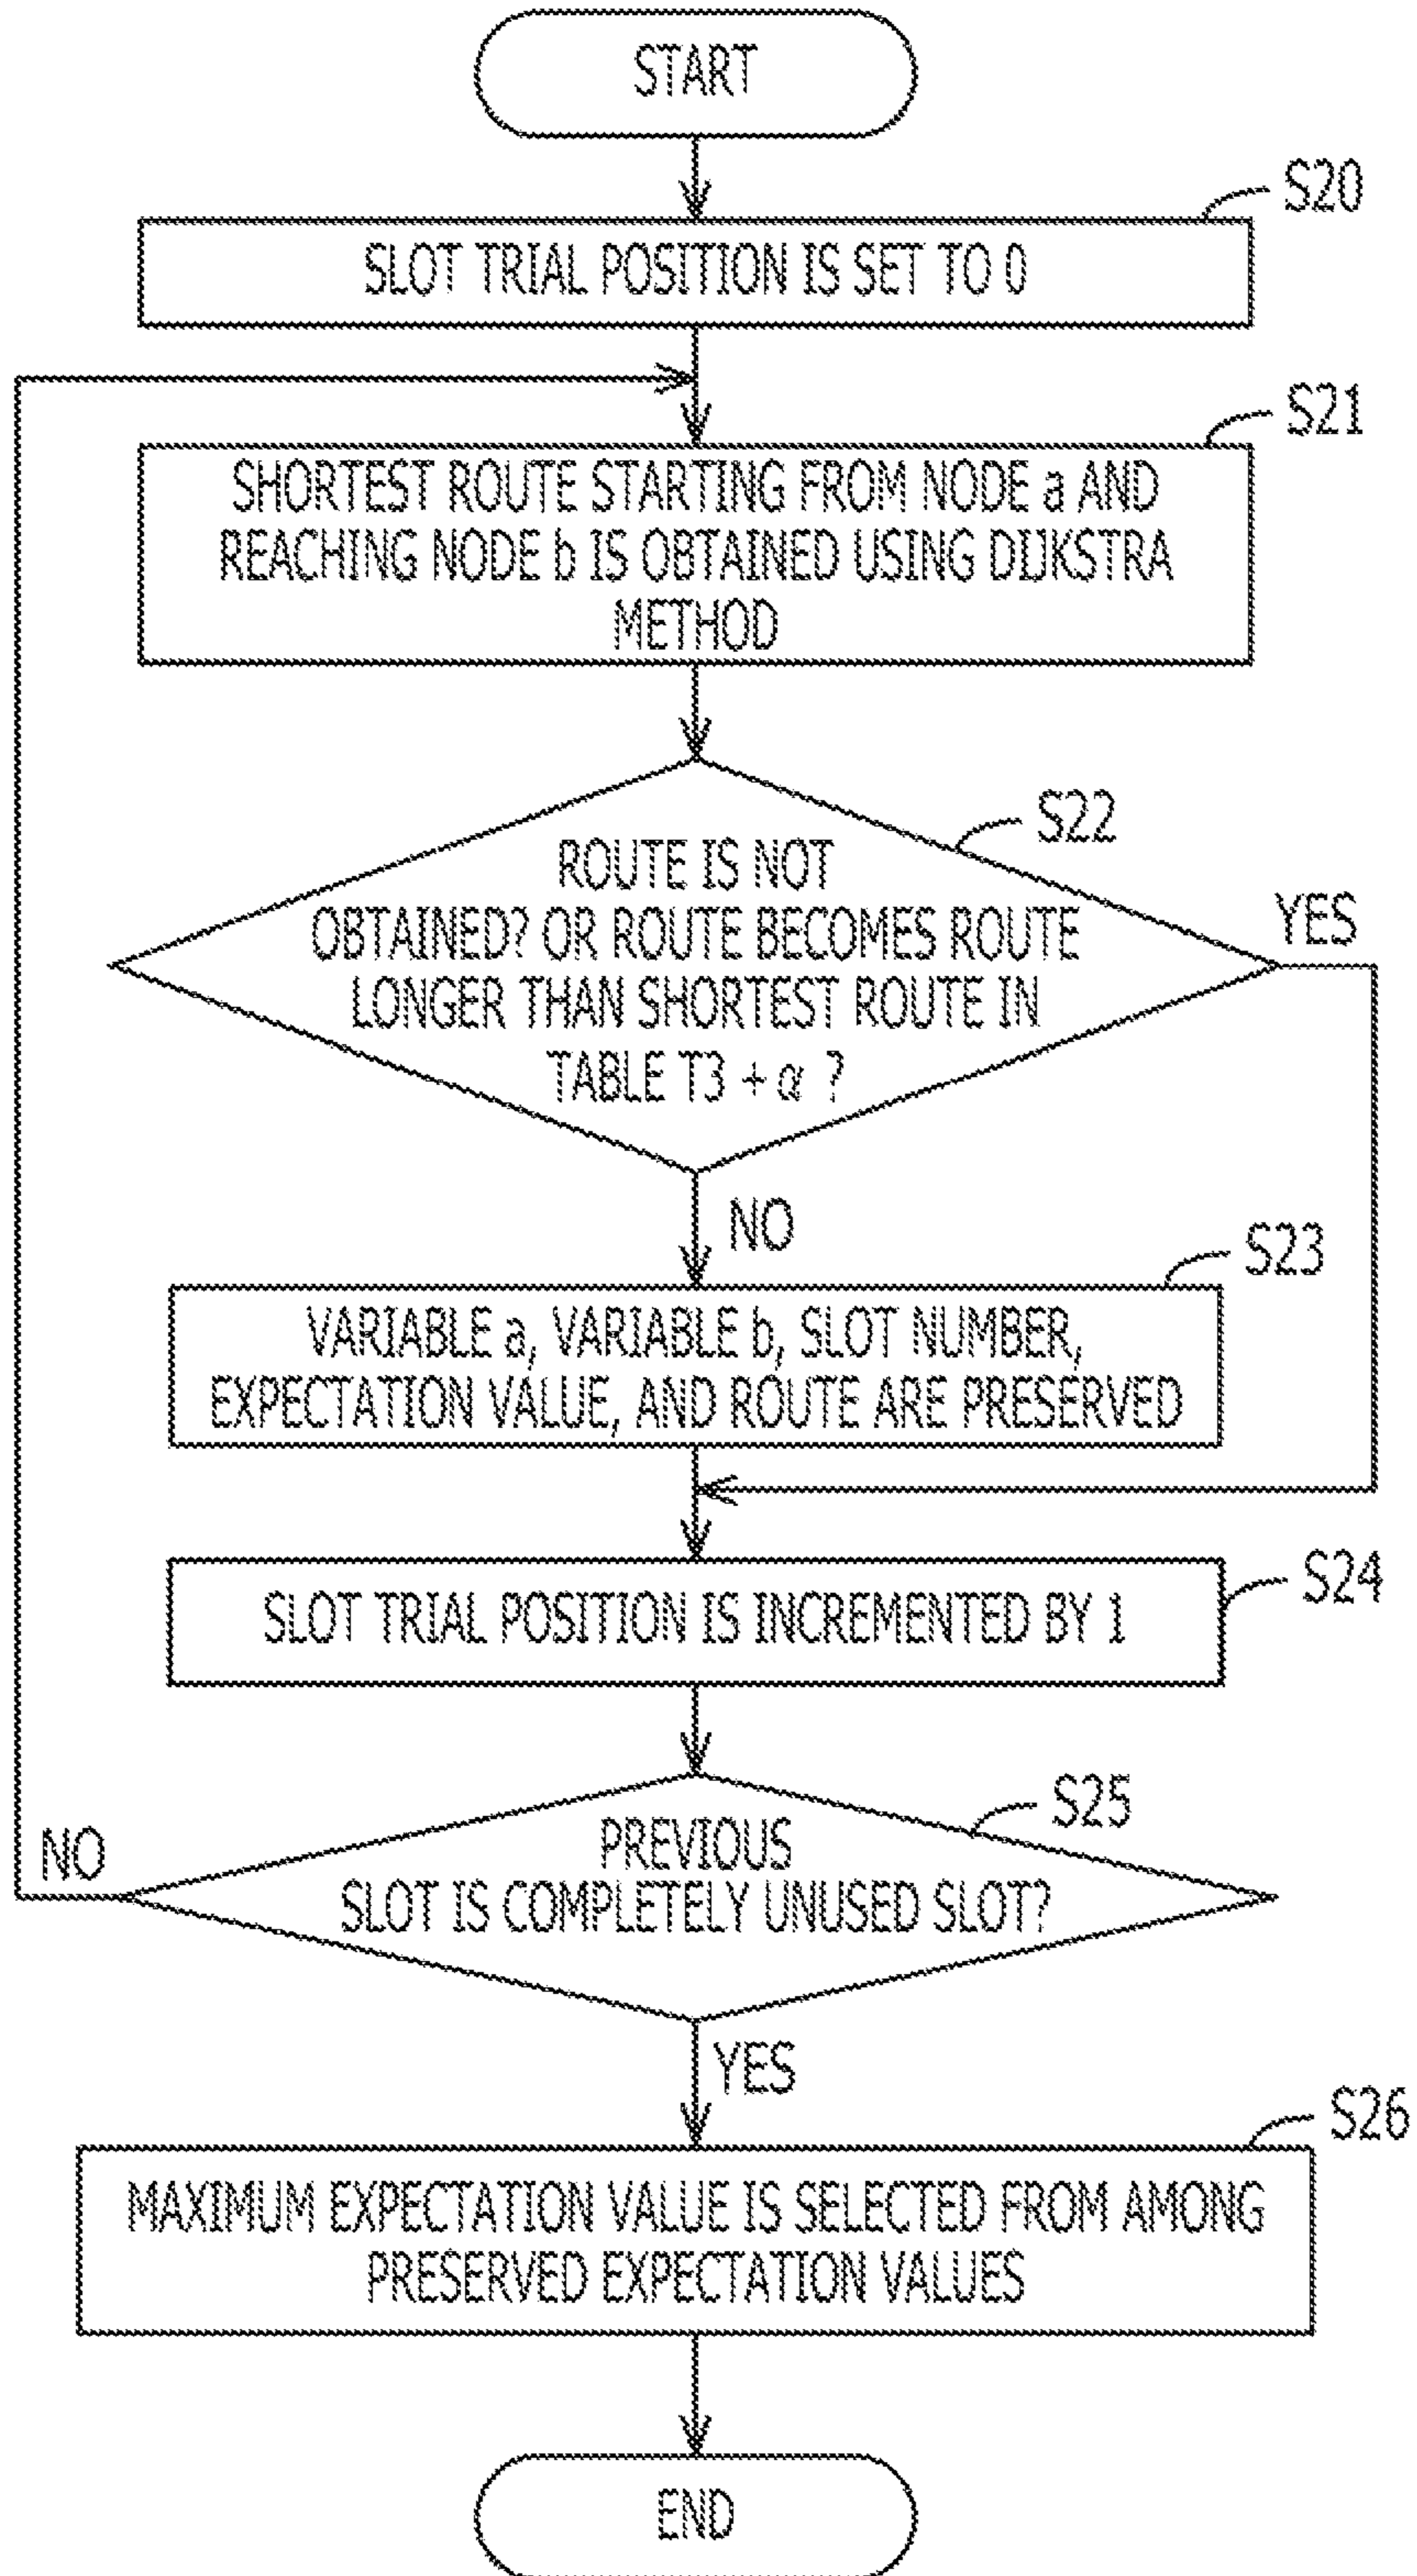 START
S20
SLOT TRIAL POSITION IS SET TO 0
S21
SHORTEST ROUTE STARTING FROM NODE a AND
REACHING NODE b IS OBTAINED USING DIJKSTRA
METHOD
S22
ROUTE IS NOT
OBTAINED? OR ROUTE BECOMES ROUTE
LONGER THAN SHORTEST ROUTE IN
TABLE T3 + α ?
YES
NO
S23
VARIABLE a, VARIABLE b, SLOT NUMBER,
EXPECTATION VALUE, AND ROUTE ARE PRESERVED
S24
SLOT TRIAL POSITION IS INCREMENTED BY 1
S25
PREVIOUS
SLOT IS COMPLETELY UNUSED SLOT?
NO
YES
S26
MAXIMUM EXPECTATION VALUE IS SELECTED FROM AMONG
PRESERVED EXPECTATION VALUES
END